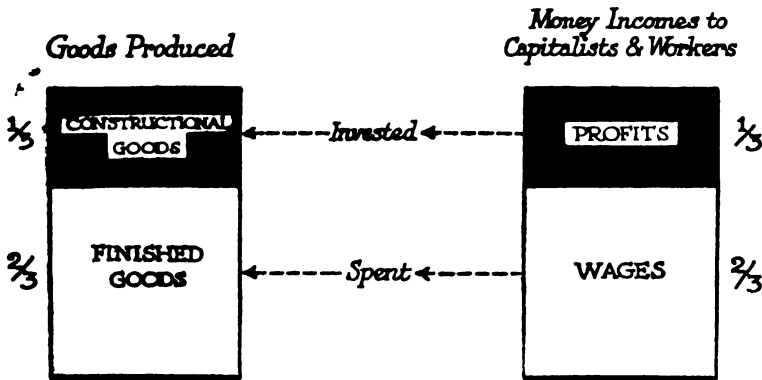 Goods Produced
Money Incomes to
Capitalists & Workers
1/3
CONSTRUCTIONAL
GOODS
Invested
PROFITS
1/3
2/3
FINISHED
GOODS
Spent
WAGES
2/3